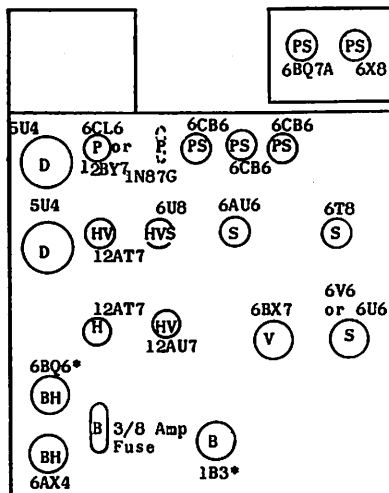 PS PS
6BQ7A 6X8
5U4 6CL6 6CB6 6CB6
D P or P PS PS PS
12BY7 6CB6
1N87G
5U4 6U8 6AU6 6T8
D HV HVS S S
12AT7
12AT7 6BX7 6V6
or 6U6
H HV V S
12AU7
6BQ6*
BH
B 3/8 Amp
Fuse
B
BH
6AX4 1B3*